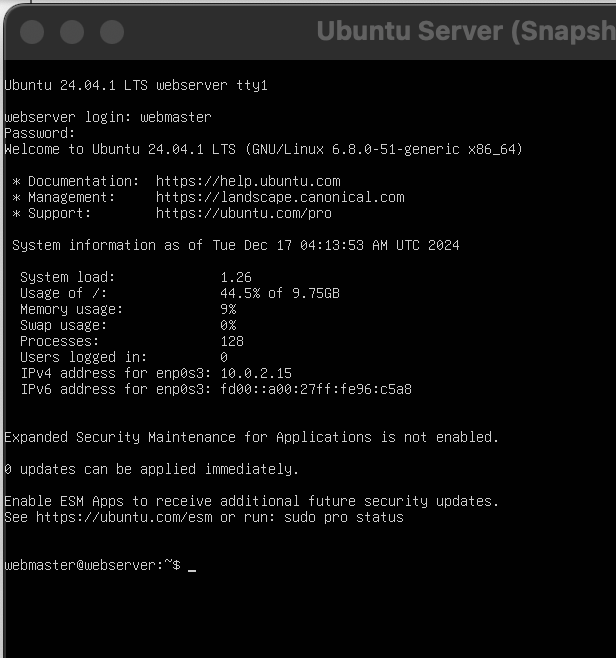 Ubuntu Server (Snapsh
Ubuntu 24.04.1 LTS webserver tty1
webserver login: webmaster
Password:
Welcome to Ubuntu 24.04.1 LTS (GNU/Linux 6.8.0-51-generic x86_64)
* Documentation:  https://help.ubuntu.com
* Management:     https://landscape.canonical.com
* Support:        https://ubuntu.com/pro
System information as of Tue Dec 17 04:13:53 AM UTC 2024
System load:             1.26
Usage of /:              44.5% of 9.75GB
Memory usage:            9%
Swap usage:              0%
Processes:               128
Users logged in:         0
IPv4 address for enp0s3: 10.0.2.15
IPv6 address for enp0s3: fd00::a00:27ff:fe96:c5a8
Expanded Security Maintenance for Applications is not enabled.
0 updates can be applied immediately.
Enable ESM Apps to receive additional future security updates.
See https://ubuntu.com/esm or run: sudo pro status
webmaster@webserver:~$ _